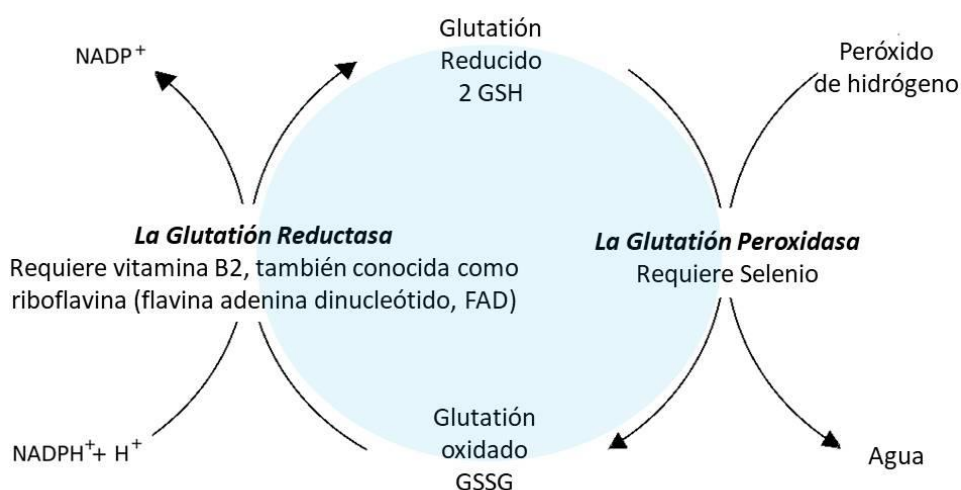 NADP+
Glutatión
Reducido
2 GSH
Peróxido
de hidrógeno
La Glutatión Reductasa
Requiere vitamina B2, también conocida como
riboflavina (flavina adenina dinucleótido, FAD)
La Glutatión Peroxidasa
Requiere Selenio
NADPH++ H+
Glutatión
oxidado
GSSG
Agua